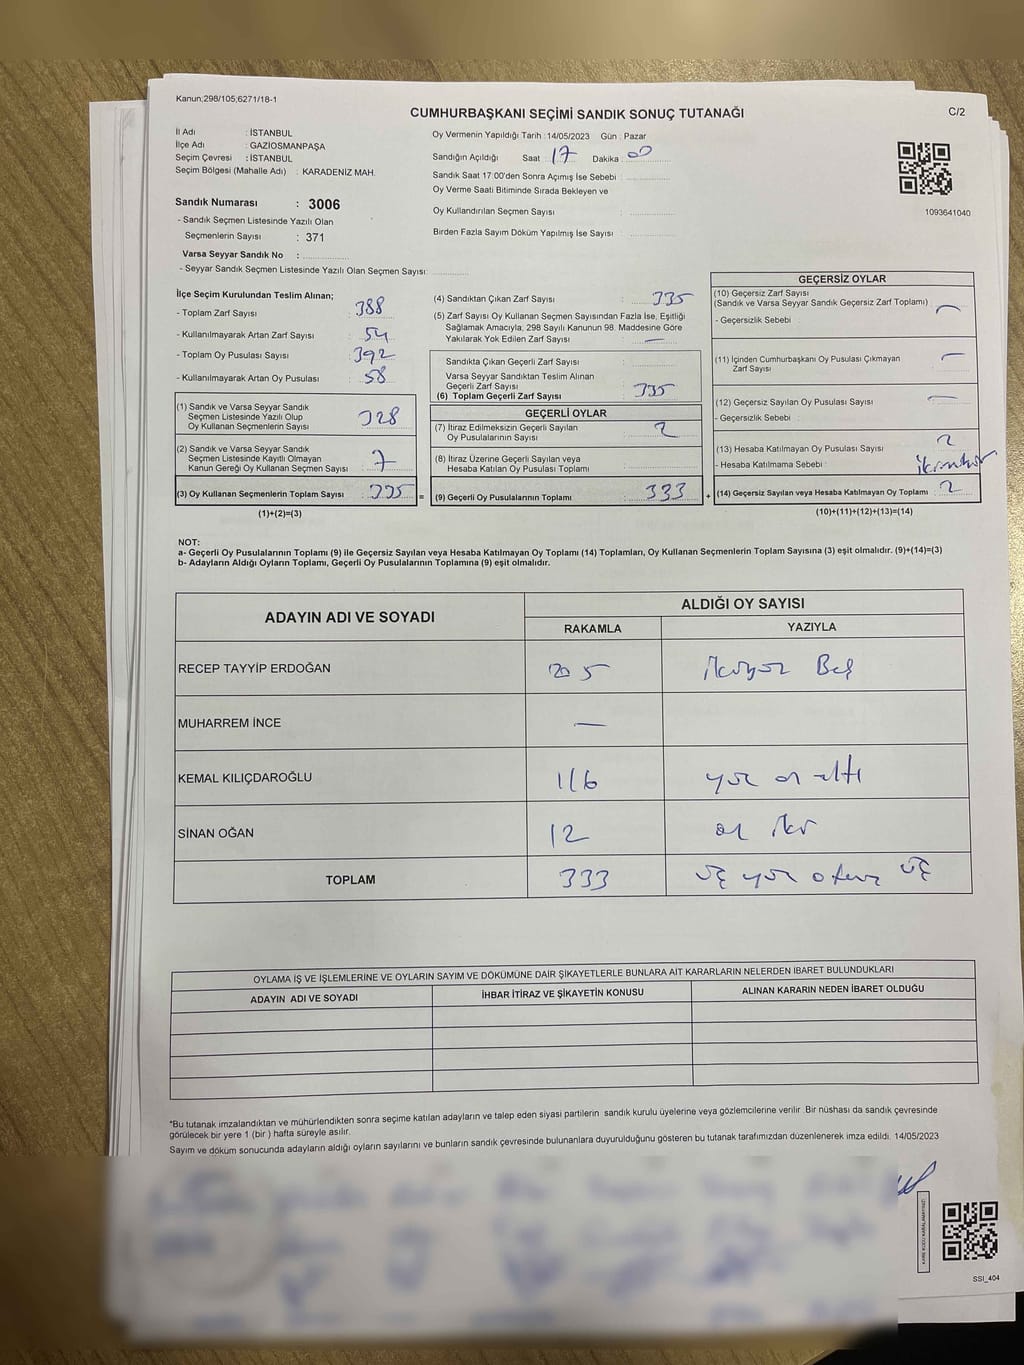 Kanun;298/105;6271/18-1
CUMHURBAŞKANI SEÇİMİ SANDIK SONUÇ TUTANAĞI
C/2
İl Adı : İSTANBUL
İlçe Adı : GAZİOSMANPAŞA
Seçim Çevresi : İSTANBUL
Seçim Bölgesi (Mahalle Adı) : KARADENİZ MAH.
Oy Vermenin Yapıldığı Tarih : 14/05/2023 Gün : Pazar
Sandığın Açıldığı Saat 17 Dakika 00
Sandık Saat 17:00'den Sonra Açımış İse Sebebi :
Oy Verme Saati Bitiminde Sırada Bekleyen ve
Oy Kullandırılan Seçmen Sayısı :
Birden Fazla Sayım Döküm Yapılmış İse Sayısı :
1093641040
Sandık Numarası : 3006
- Sandık Seçmen Listesinde Yazılı Olan
Seçmenlerin Sayısı : 371
Varsa Seyyar Sandık No :
- Seyyar Sandık Seçmen Listesinde Yazılı Olan Seçmen Sayısı:
İlçe Seçim Kurulundan Teslim Alınan;
- Toplam Zarf Sayısı : 388
- Kullanılmayarak Artan Zarf Sayısı : 54
- Toplam Oy Pusulası Sayısı : 392
- Kullanılmayarak Artan Oy Pusulası : 58
(1) Sandık ve Varsa Seyyar Sandık
Seçmen Listesinde Yazılı Olup
Oy Kullanan Seçmenlerin Sayısı : 328
(2) Sandık ve Varsa Seyyar Sandık
Seçmen Listesinde Kayıtlı Olmayan
Kanun Gereği Oy Kullanan Seçmen Sayısı : 7
(3) Oy Kullanan Seçmenlerin Toplam Sayısı : 335 =
(1)+(2)=(3)
(4) Sandıktan Çıkan Zarf Sayısı : 335
(5) Zarf Sayısı Oy Kullanan Seçmen Sayısından Fazla İse, Eşitliği
Sağlamak Amacıyla, 298 Sayılı Kanunun 98. Maddesine Göre
Yakılarak Yok Edilen Zarf Sayısı : —
Sandıkta Çıkan Geçerli Zarf Sayısı :
Varsa Seyyar Sandıktan Teslim Alınan
Geçerli Zarf Sayısı :
(6) Toplam Geçerli Zarf Sayısı : 335
GEÇERLİ OYLAR
(7) İtiraz Edilmeksizin Geçerli Sayılan
Oy Pusulalarının Sayısı : 2
(8) İtiraz Üzerine Geçerli Sayılan veya
Hesaba Katılan Oy Pusulası Toplamı :
(9) Geçerli Oy Pusulalarının Toplamı : 333 +
GEÇERSİZ OYLAR
(10) Geçersiz Zarf Sayısı
(Sandık ve Varsa Seyyar Sandık Geçersiz Zarf Toplamı) : —
- Geçersizlik Sebebi :
(11) İçinden Cumhurbaşkanı Oy Pusulası Çıkmayan
Zarf Sayısı : —
(12) Geçersiz Sayılan Oy Pusulası Sayısı : —
- Geçersizlik Sebebi :
(13) Hesaba Katılmayan Oy Pusulası Sayısı : 2
- Hesaba Katılmama Sebebi :
(14) Geçersiz Sayılan veya Hesaba Katılmayan Oy Toplamı : 2
(10)+(11)+(12)+(13)=(14)
NOT:
a- Geçerli Oy Pusulalarının Toplamı (9) ile Geçersiz Sayılan veya Hesaba Katılmayan Oy Toplamı (14) Toplamları, Oy Kullanan Seçmenlerin Toplam Sayısına (3) eşit olmalıdır. (9)+(14)=(3)
b- Adayların Aldığı Oyların Toplamı, Geçerli Oy Pusulalarının Toplamına (9) eşit olmalıdır.
ADAYIN ADI VE SOYADI
ALDIĞI OY SAYISI
RAKAMLA YAZIYLA
RECEP TAYYİP ERDOĞAN 205 ikiyüz Beş
MUHARREM İNCE —
KEMAL KILIÇDAROĞLU 116 yüz on altı
SİNAN OĞAN 12 on iki
TOPLAM 333 üç yüz otuz üç
OYLAMA İŞ VE İŞLEMLERİNE VE OYLARIN SAYIM VE DÖKÜMÜNE DAİR ŞİKAYETLERLE BUNLARA AİT KARARLARIN NELERDEN İBARET BULUNDUKLARI
ADAYIN ADI VE SOYADI İHBAR İTİRAZ VE ŞİKAYETİN KONUSU ALINAN KARARIN NEDEN İBARET OLDUĞU
*Bu tutanak imzalandıktan ve mühürlendikten sonra seçime katılan adayların ve talep eden siyasi partilerin sandık kurulu üyelerine veya gözlemcilerine verilir. Bir nüshası da sandık çevresinde
görülecek bir yere 1 (bir ) hafta süreyle asılır.
Sayım ve döküm sonucunda adayların aldığı oyların sayılarını ve bunların sandık çevresinde bulunanlara duyurulduğunu gösteren bu tutanak tarafımızdan düzenlenerek imza edildi. 14/05/2023
KARE KODU KARALAMAYINIZ!
SSI_404